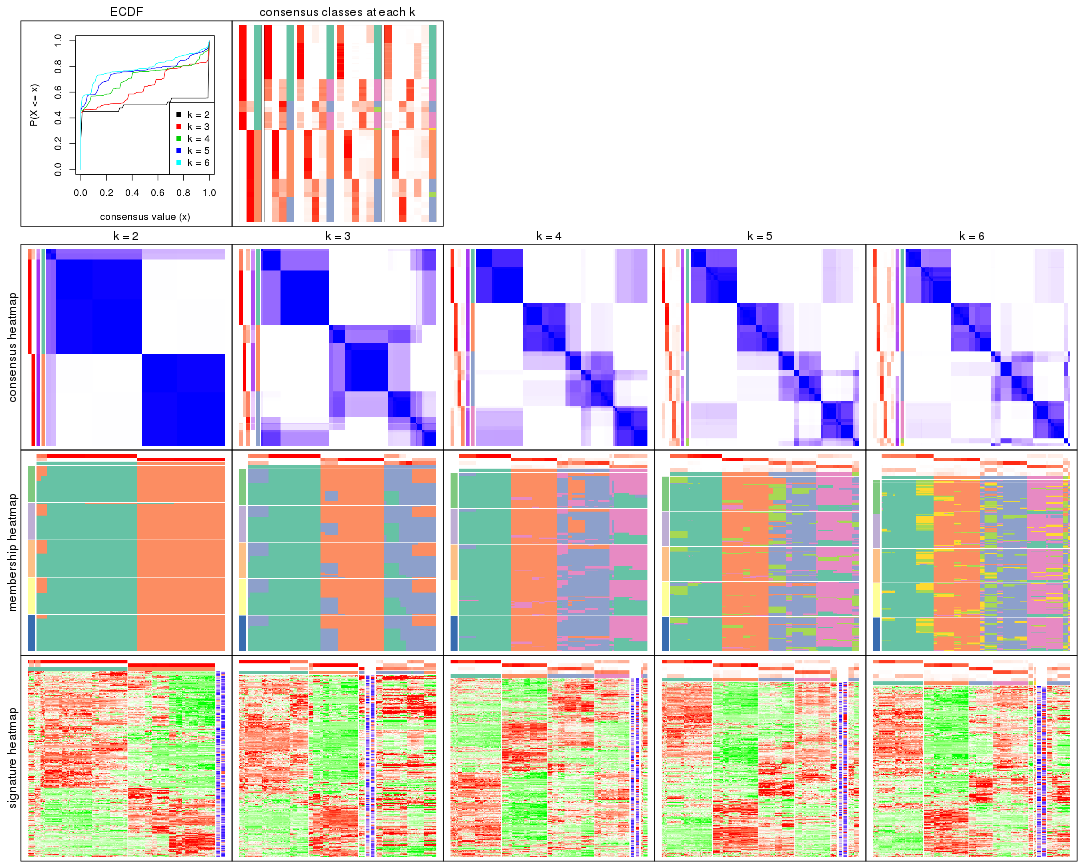 ECDF
consensus classes at each k
P(X <= x)
0.0 0.2 0.4 0.6 0.8 1.0
k = 2
k = 3
k = 4
k = 5
k = 6
0.0 0.2 0.4 0.6 0.8 1.0
consensus value (x)
k = 2
k = 3
k = 4
k = 5
k = 6
consensus heatmap
membership heatmap
signature heatmap